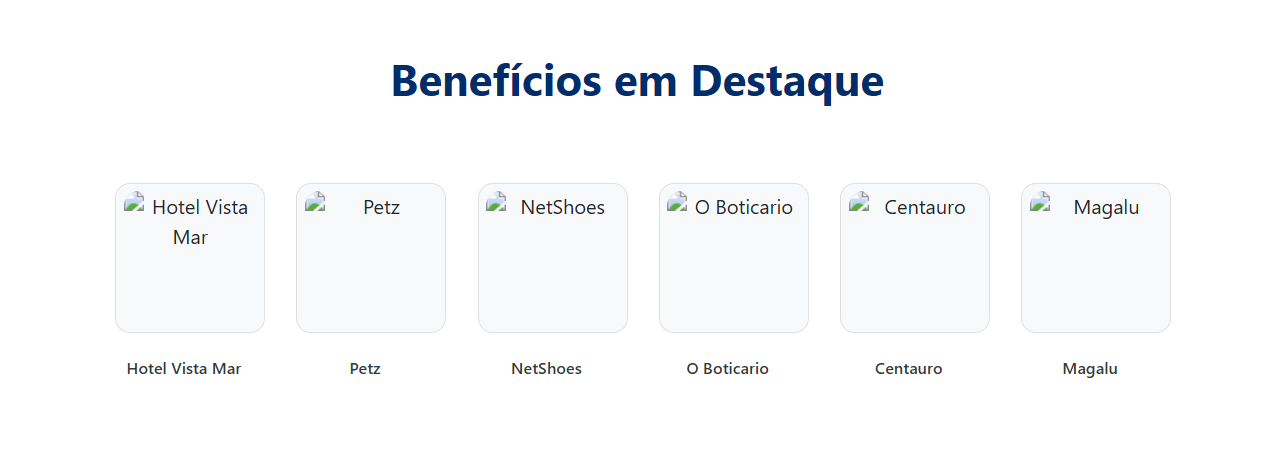 Benefícios em Destaque
Hotel Vista
Mar
Petz
NetShoes
O Boticario
Centauro
Magalu
Hotel Vista Mar
Petz
NetShoes
O Boticario
Centauro
Magalu